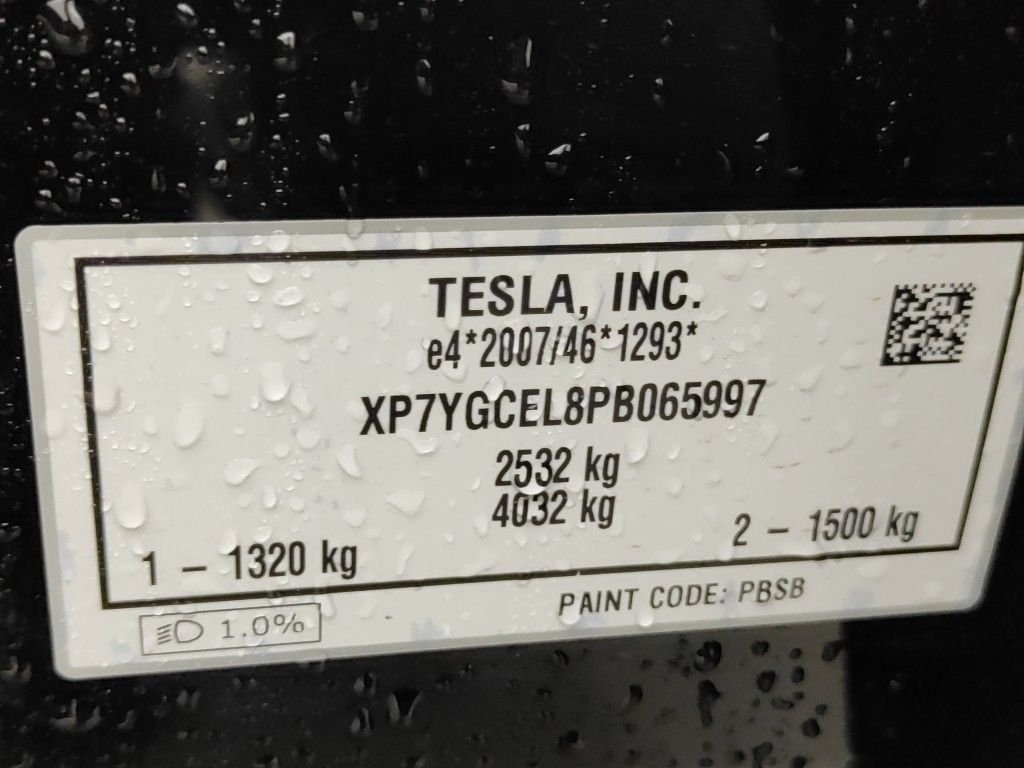 TESLA, INC.
e4*2007/46*1293*
XP7YGCEL8PB065997
2532 kg
4032 kg
1 – 1320 kg
2 – 1500 kg
1.0%
PAINT CODE: PBSB